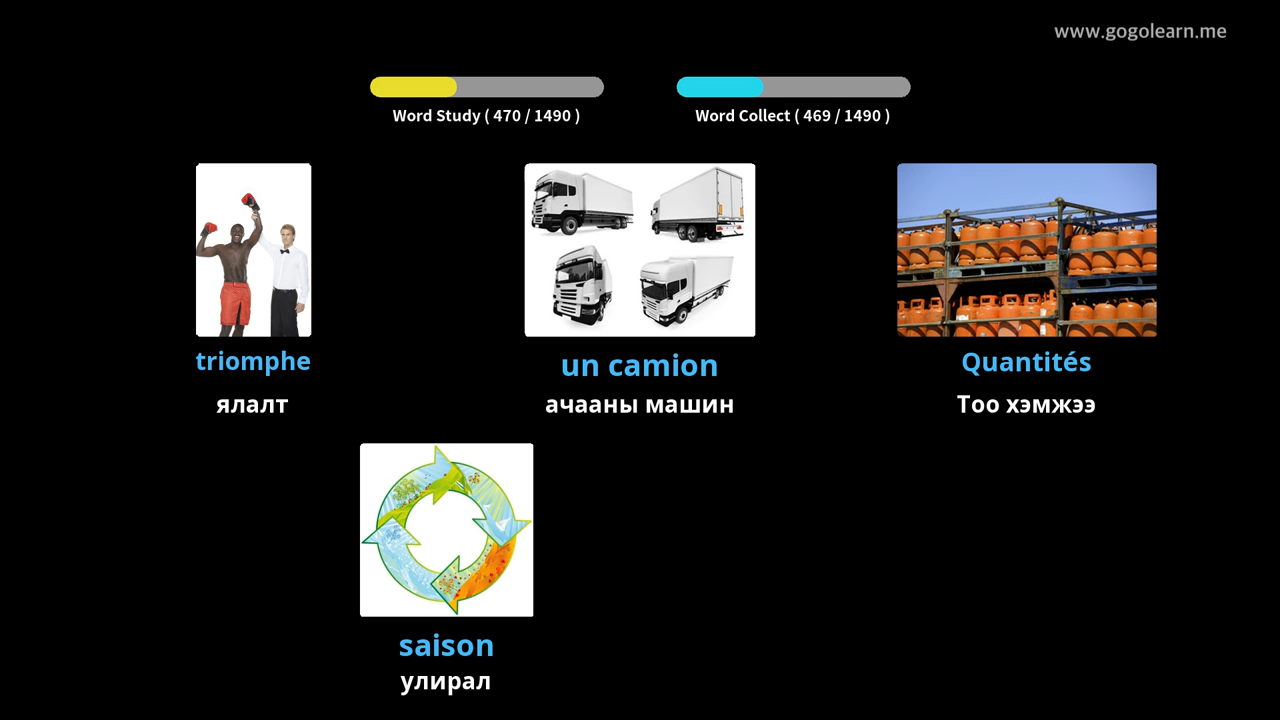 www.gogolearn.me
Word Study ( 470 / 1490 )
Word Collect ( 469 / 1490 )
triomphe
un camion
Quantités
ялалт
ачааны машин
Тоо хэмжээ
saison
улирал